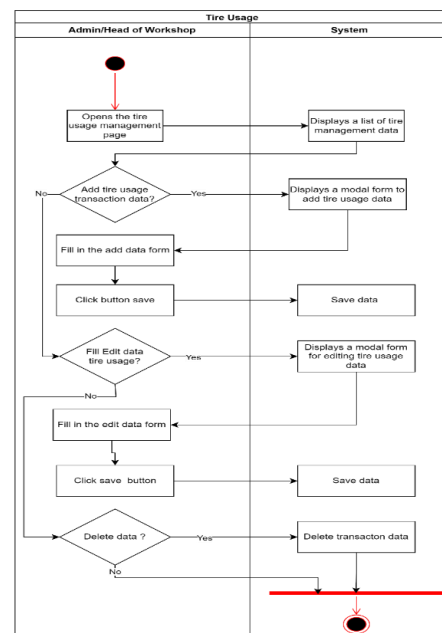 Tire Usage
Admin/Head of Workshop
System
Opens the tire
usage management
page
Displays a list of tire
management data
Add tire usage
transaction data?
No
Yes
Displays a modal form to
add tire usage data
Fill in the add data form
Click button save
Save data
Fill Edit data
tire usage?
Yes
No
Displays a modal form
for editing tire usage
data
Fill in the edit data form
Click save button
Save data
Delete data ?
Yes
No
Delete transacton data